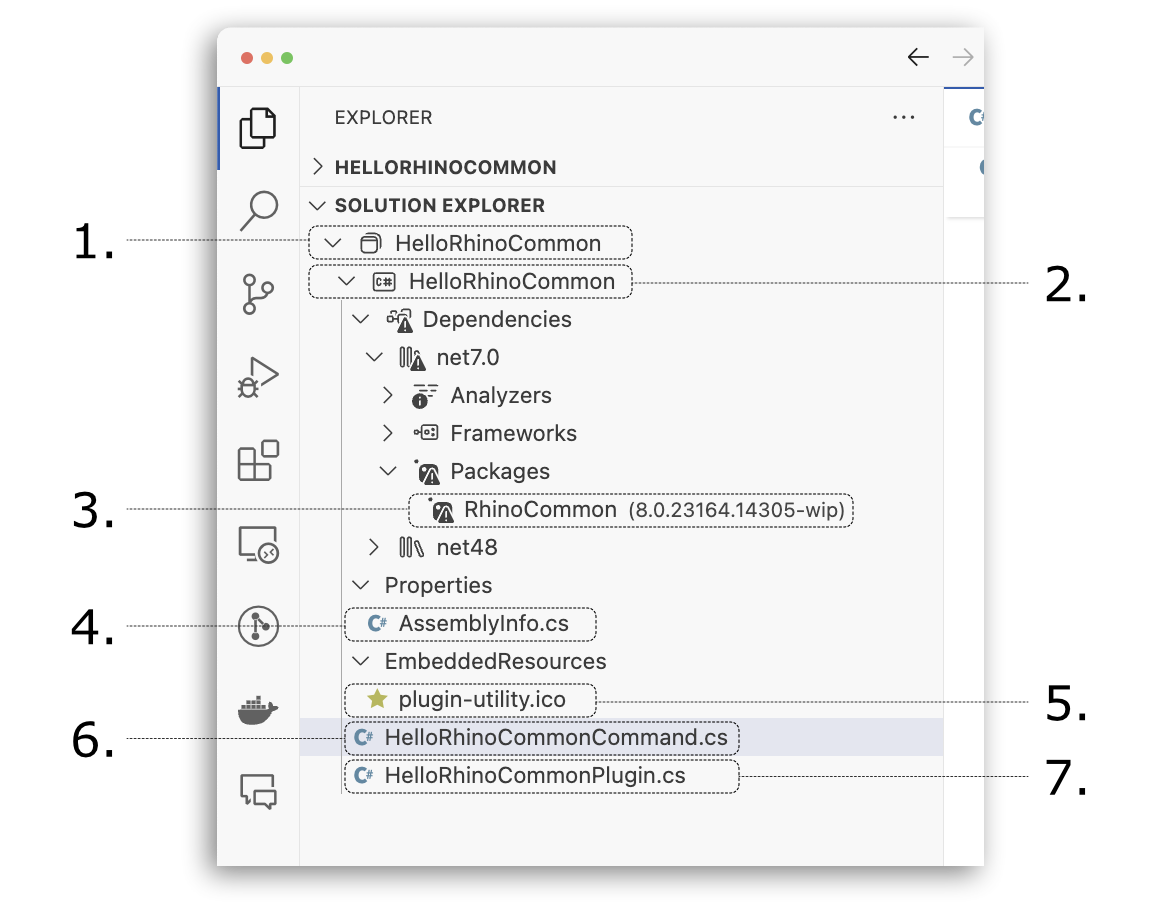 EXPLORER
HELLORHINOCOMMON
SOLUTION EXPLORER
1.
HelloRhinoCommon
C# HelloRhinoCommon
2.
Dependencies
net7.0
Analyzers
Frameworks
Packages
3.
RhinoCommon (8.0.23164.14305-wip)
net48
Properties
4.
C# AssemblyInfo.cs
EmbeddedResources
plugin-utility.ico
5.
6.
C# HelloRhinoCommonCommand.cs
C# HelloRhinoCommonPlugin.cs
7.